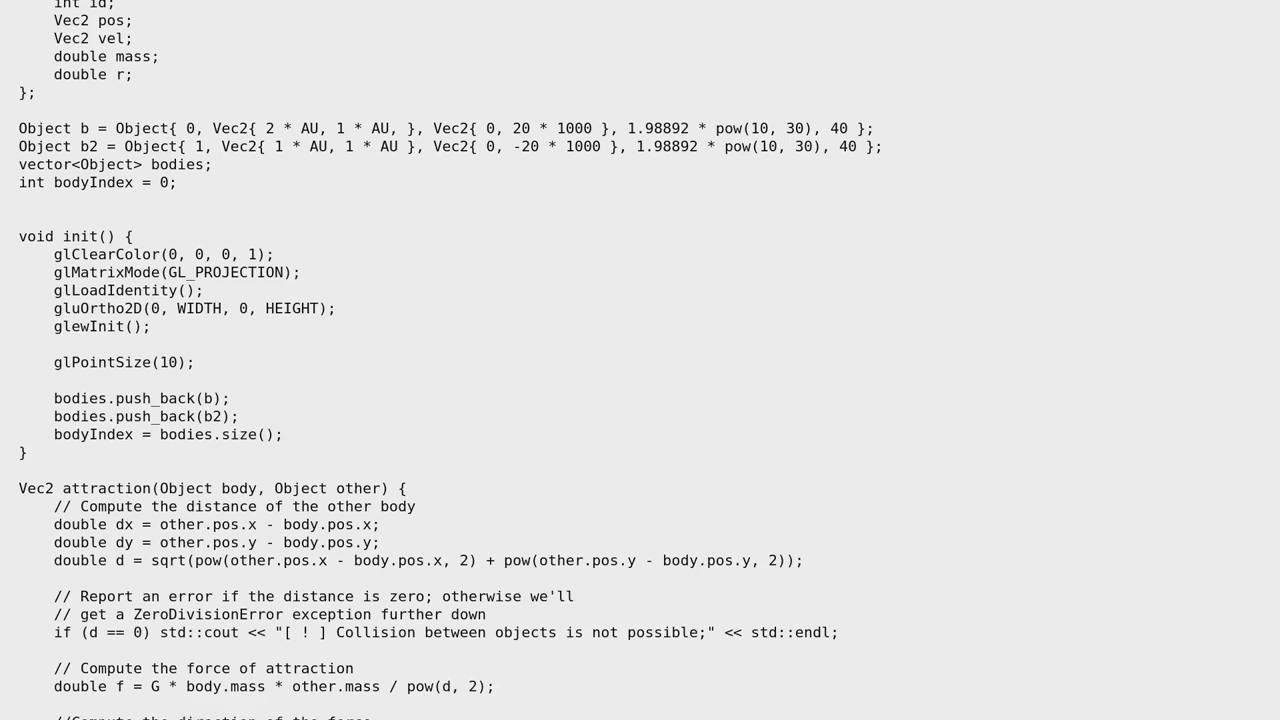 int id;
Vec2 pos;
Vec2 vel;
double mass;
double r;
};
Object b = Object{ 0, Vec2{ 2 * AU, 1 * AU, }, Vec2{ 0, 20 * 1000 }, 1.98892 * pow(10, 30), 40 };
Object b2 = Object{ 1, Vec2{ 1 * AU, 1 * AU }, Vec2{ 0, -20 * 1000 }, 1.98892 * pow(10, 30), 40 };
vector<Object> bodies;
int bodyIndex = 0;
void init() {
glClearColor(0, 0, 0, 1);
glMatrixMode(GL_PROJECTION);
glLoadIdentity();
gluOrtho2D(0, WIDTH, 0, HEIGHT);
glewInit();
glPointSize(10);
bodies.push_back(b);
bodies.push_back(b2);
bodyIndex = bodies.size();
}
Vec2 attraction(Object body, Object other) {
// Compute the distance of the other body
double dx = other.pos.x - body.pos.x;
double dy = other.pos.y - body.pos.y;
double d = sqrt(pow(other.pos.x - body.pos.x, 2) + pow(other.pos.y - body.pos.y, 2));
// Report an error if the distance is zero; otherwise we'll
// get a ZeroDivisionError exception further down
if (d == 0) std::cout << "[ ! ] Collision between objects is not possible;" << std::endl;
// Compute the force of attraction
double f = G * body.mass * other.mass / pow(d, 2);
//Compute the direction of the force